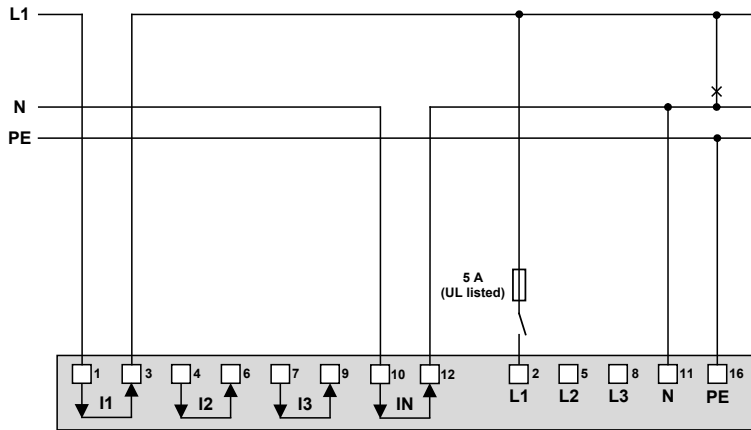 L1
N
PE
5 A
(UL listed)
1 3 4 6 7 9 10 12 2 5 8 11 16
I1 I2 I3 IN L1 L2 L3 N PE